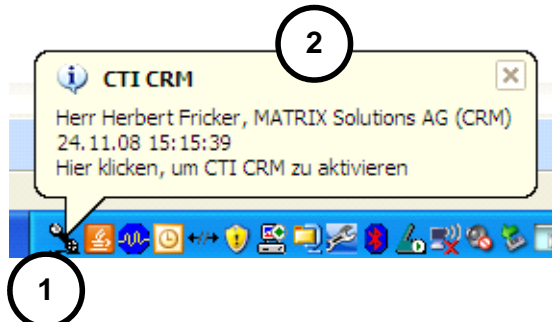 2
CTI CRM
Herr Herbert Fricker, MATRIX Solutions AG (CRM)
24.11.08 15:15:39
Hier klicken, um CTI CRM zu aktivieren
1